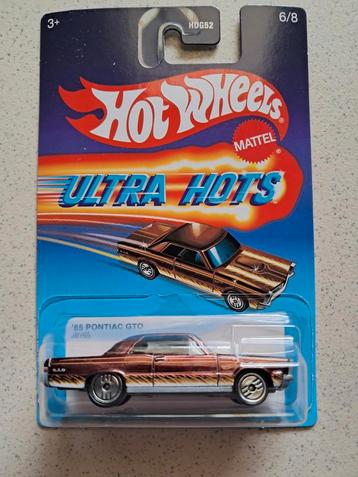 3+
HDG52
6/8
Hot Wheels
MATTEL
ULTRA HOTS
'65 PONTIAC GTO